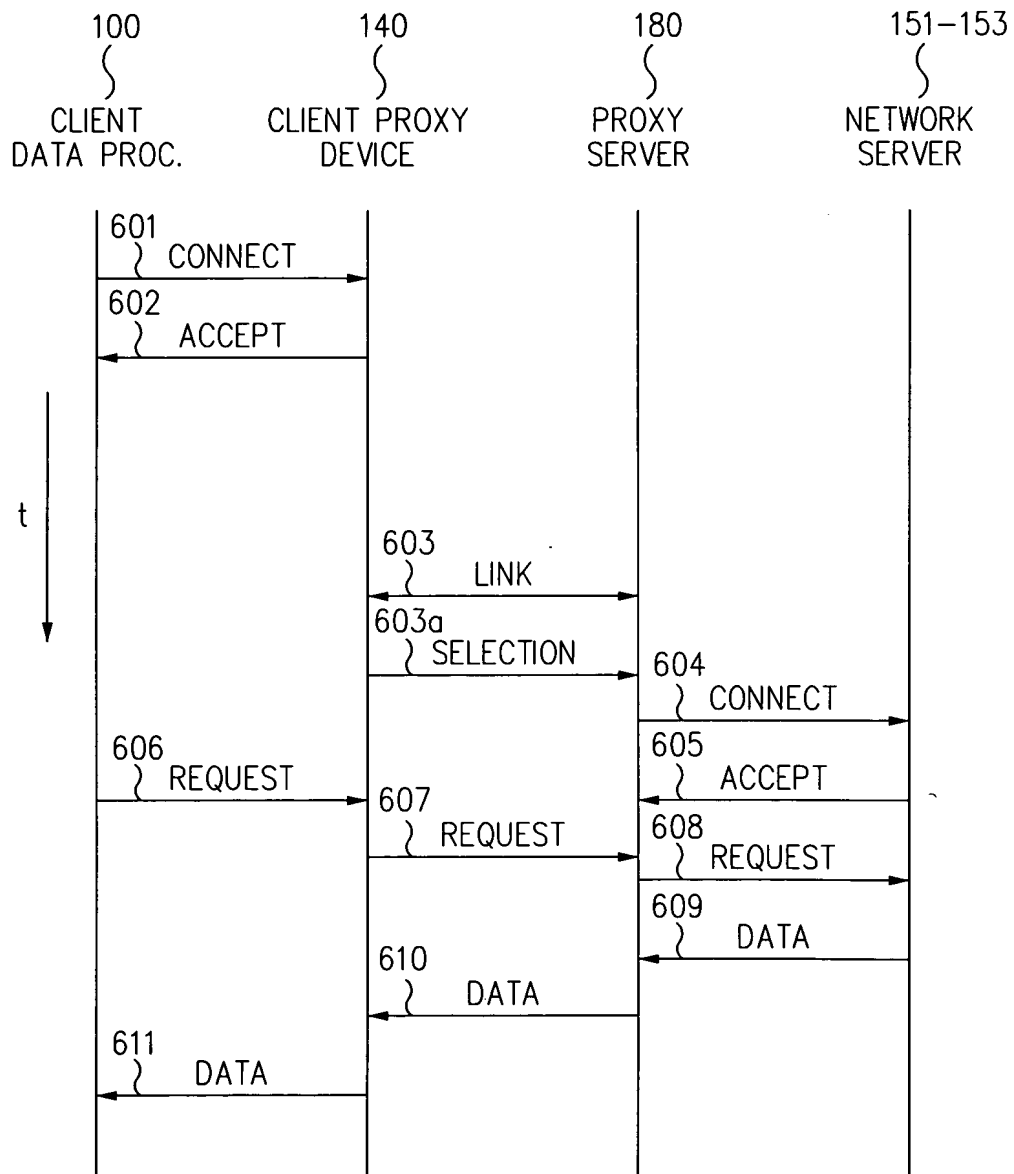 100
140
180
151-153
CLIENT
DATA PROC.
CLIENT PROXY
DEVICE
PROXY
SERVER
NETWORK
SERVER
601
CONNECT
602
ACCEPT
t
603
LINK
603a
SELECTION
604
CONNECT
606
REQUEST
605
ACCEPT
607
REQUEST
608
REQUEST
609
DATA
610
DATA
611
DATA